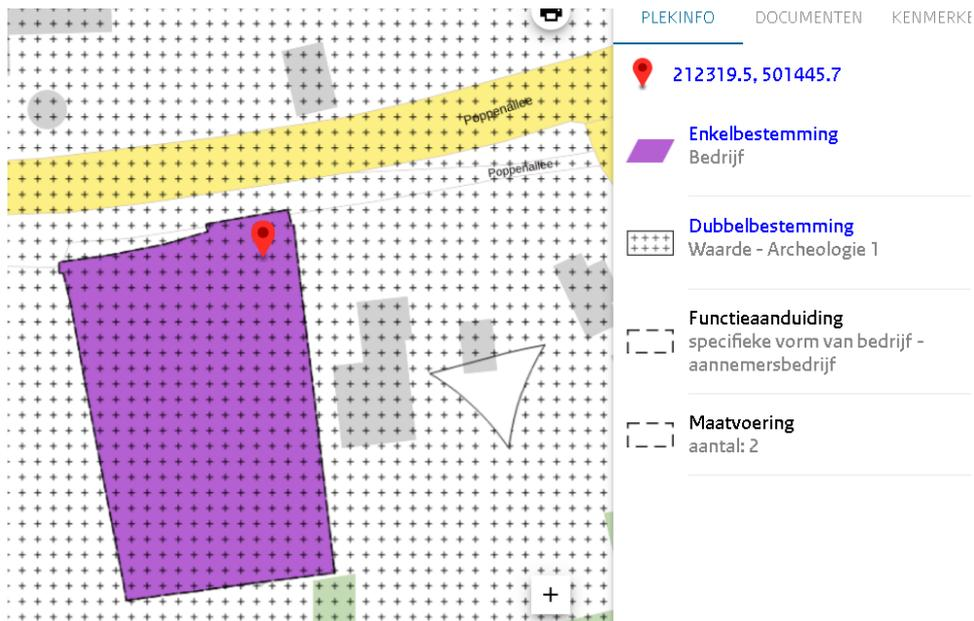 PLEKINFO DOCUMENTEN KENMERKE
212319.5, 501445.7
Enkelbestemming
Bedrijf
Dubbelbestemming
Waarde - Archeologie 1
Functieaanduiding
specifieke vorm van bedrijf -
aannemersbedrijf
Maatvoering
aantal: 2
Poppenallee
Poppenallee
+